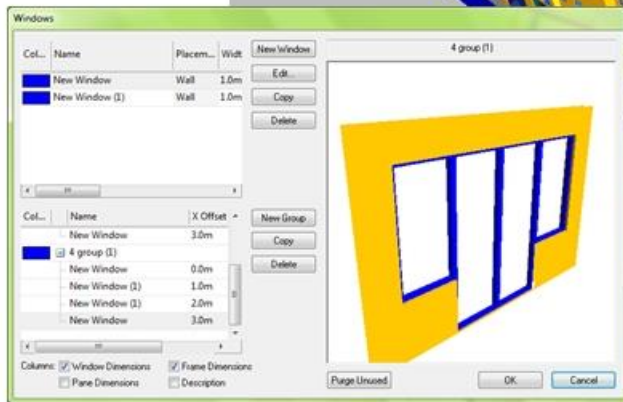 Windows
Col... Name Placem... Widt
New Window Wall 1.0m
New Window (1) Wall 1.0m
New Window
Edit...
Copy
Delete
Col... Name X Offset
New Window 3.0m
4 group (1)
New Window 0.0m
New Window (1) 1.0m
New Window (1) 2.0m
New Window 3.0m
New Group
Copy
Delete
Columns: Window Dimensions Frame Dimensions
Pane Dimensions Description
4 group (1)
Purge Unused OK Cancel